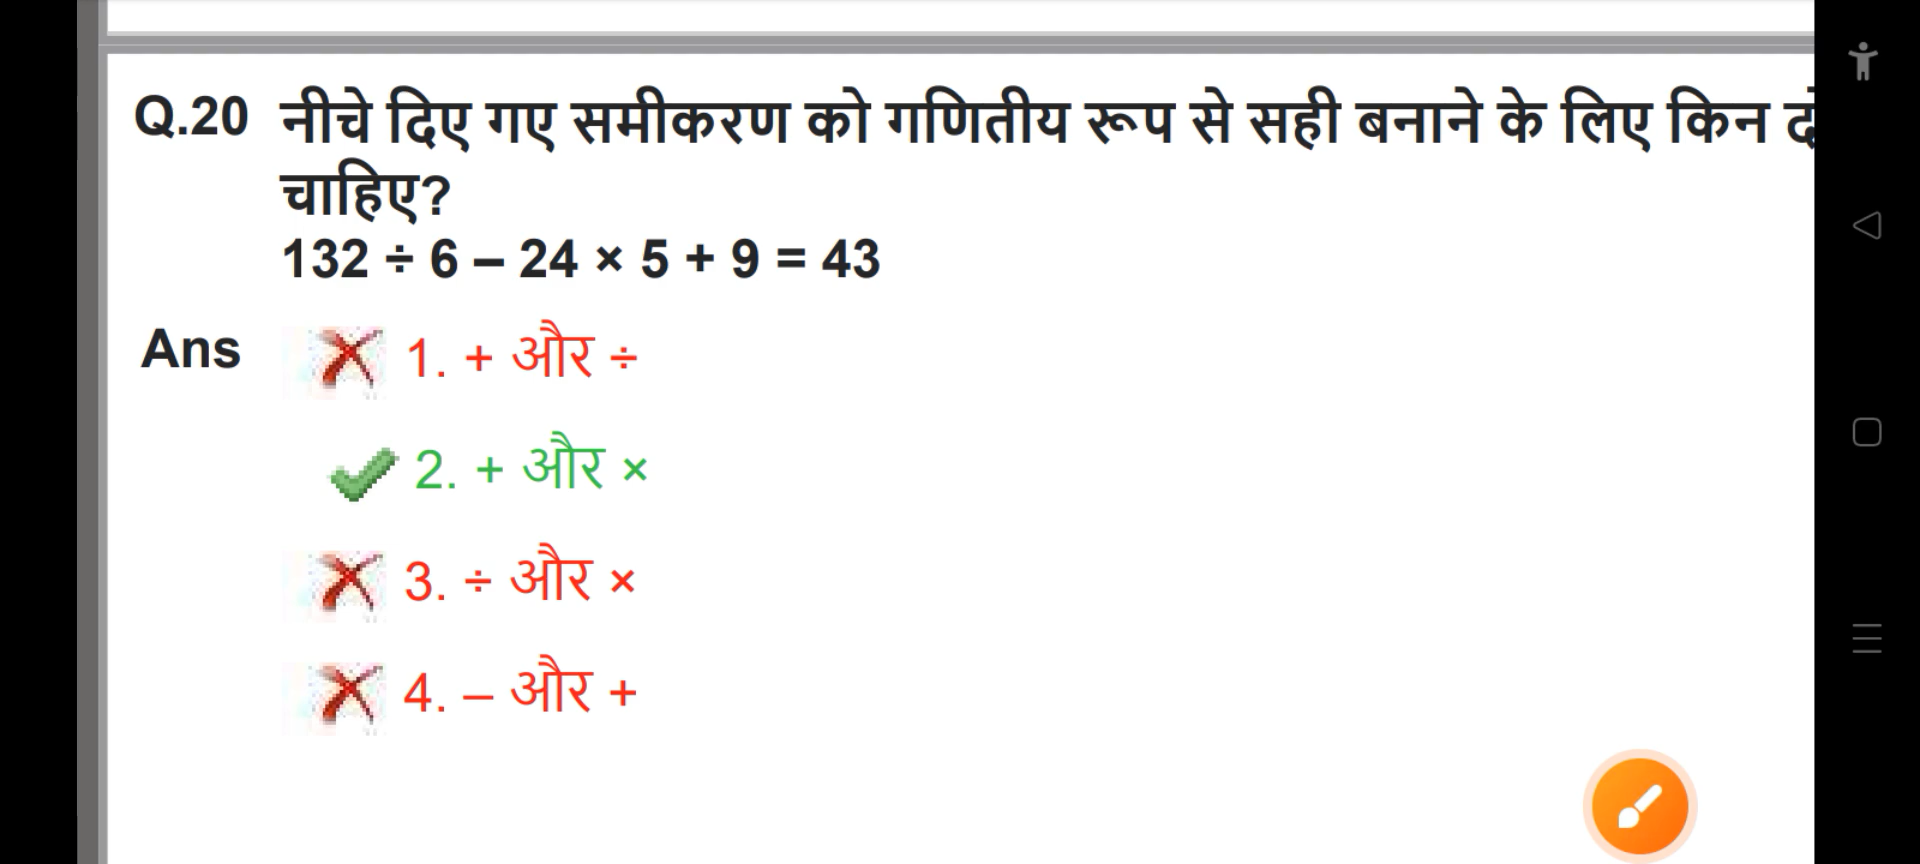 Q.20 नीचे दिए गए समीकरण को गणितीय रूप से सही बनाने के लिए किन
चाहिए?
132 ÷ 6 – 24 × 5 + 9 = 43
Ans 1. + और ÷
2. + और ×
3. ÷ और ×
4. – और +